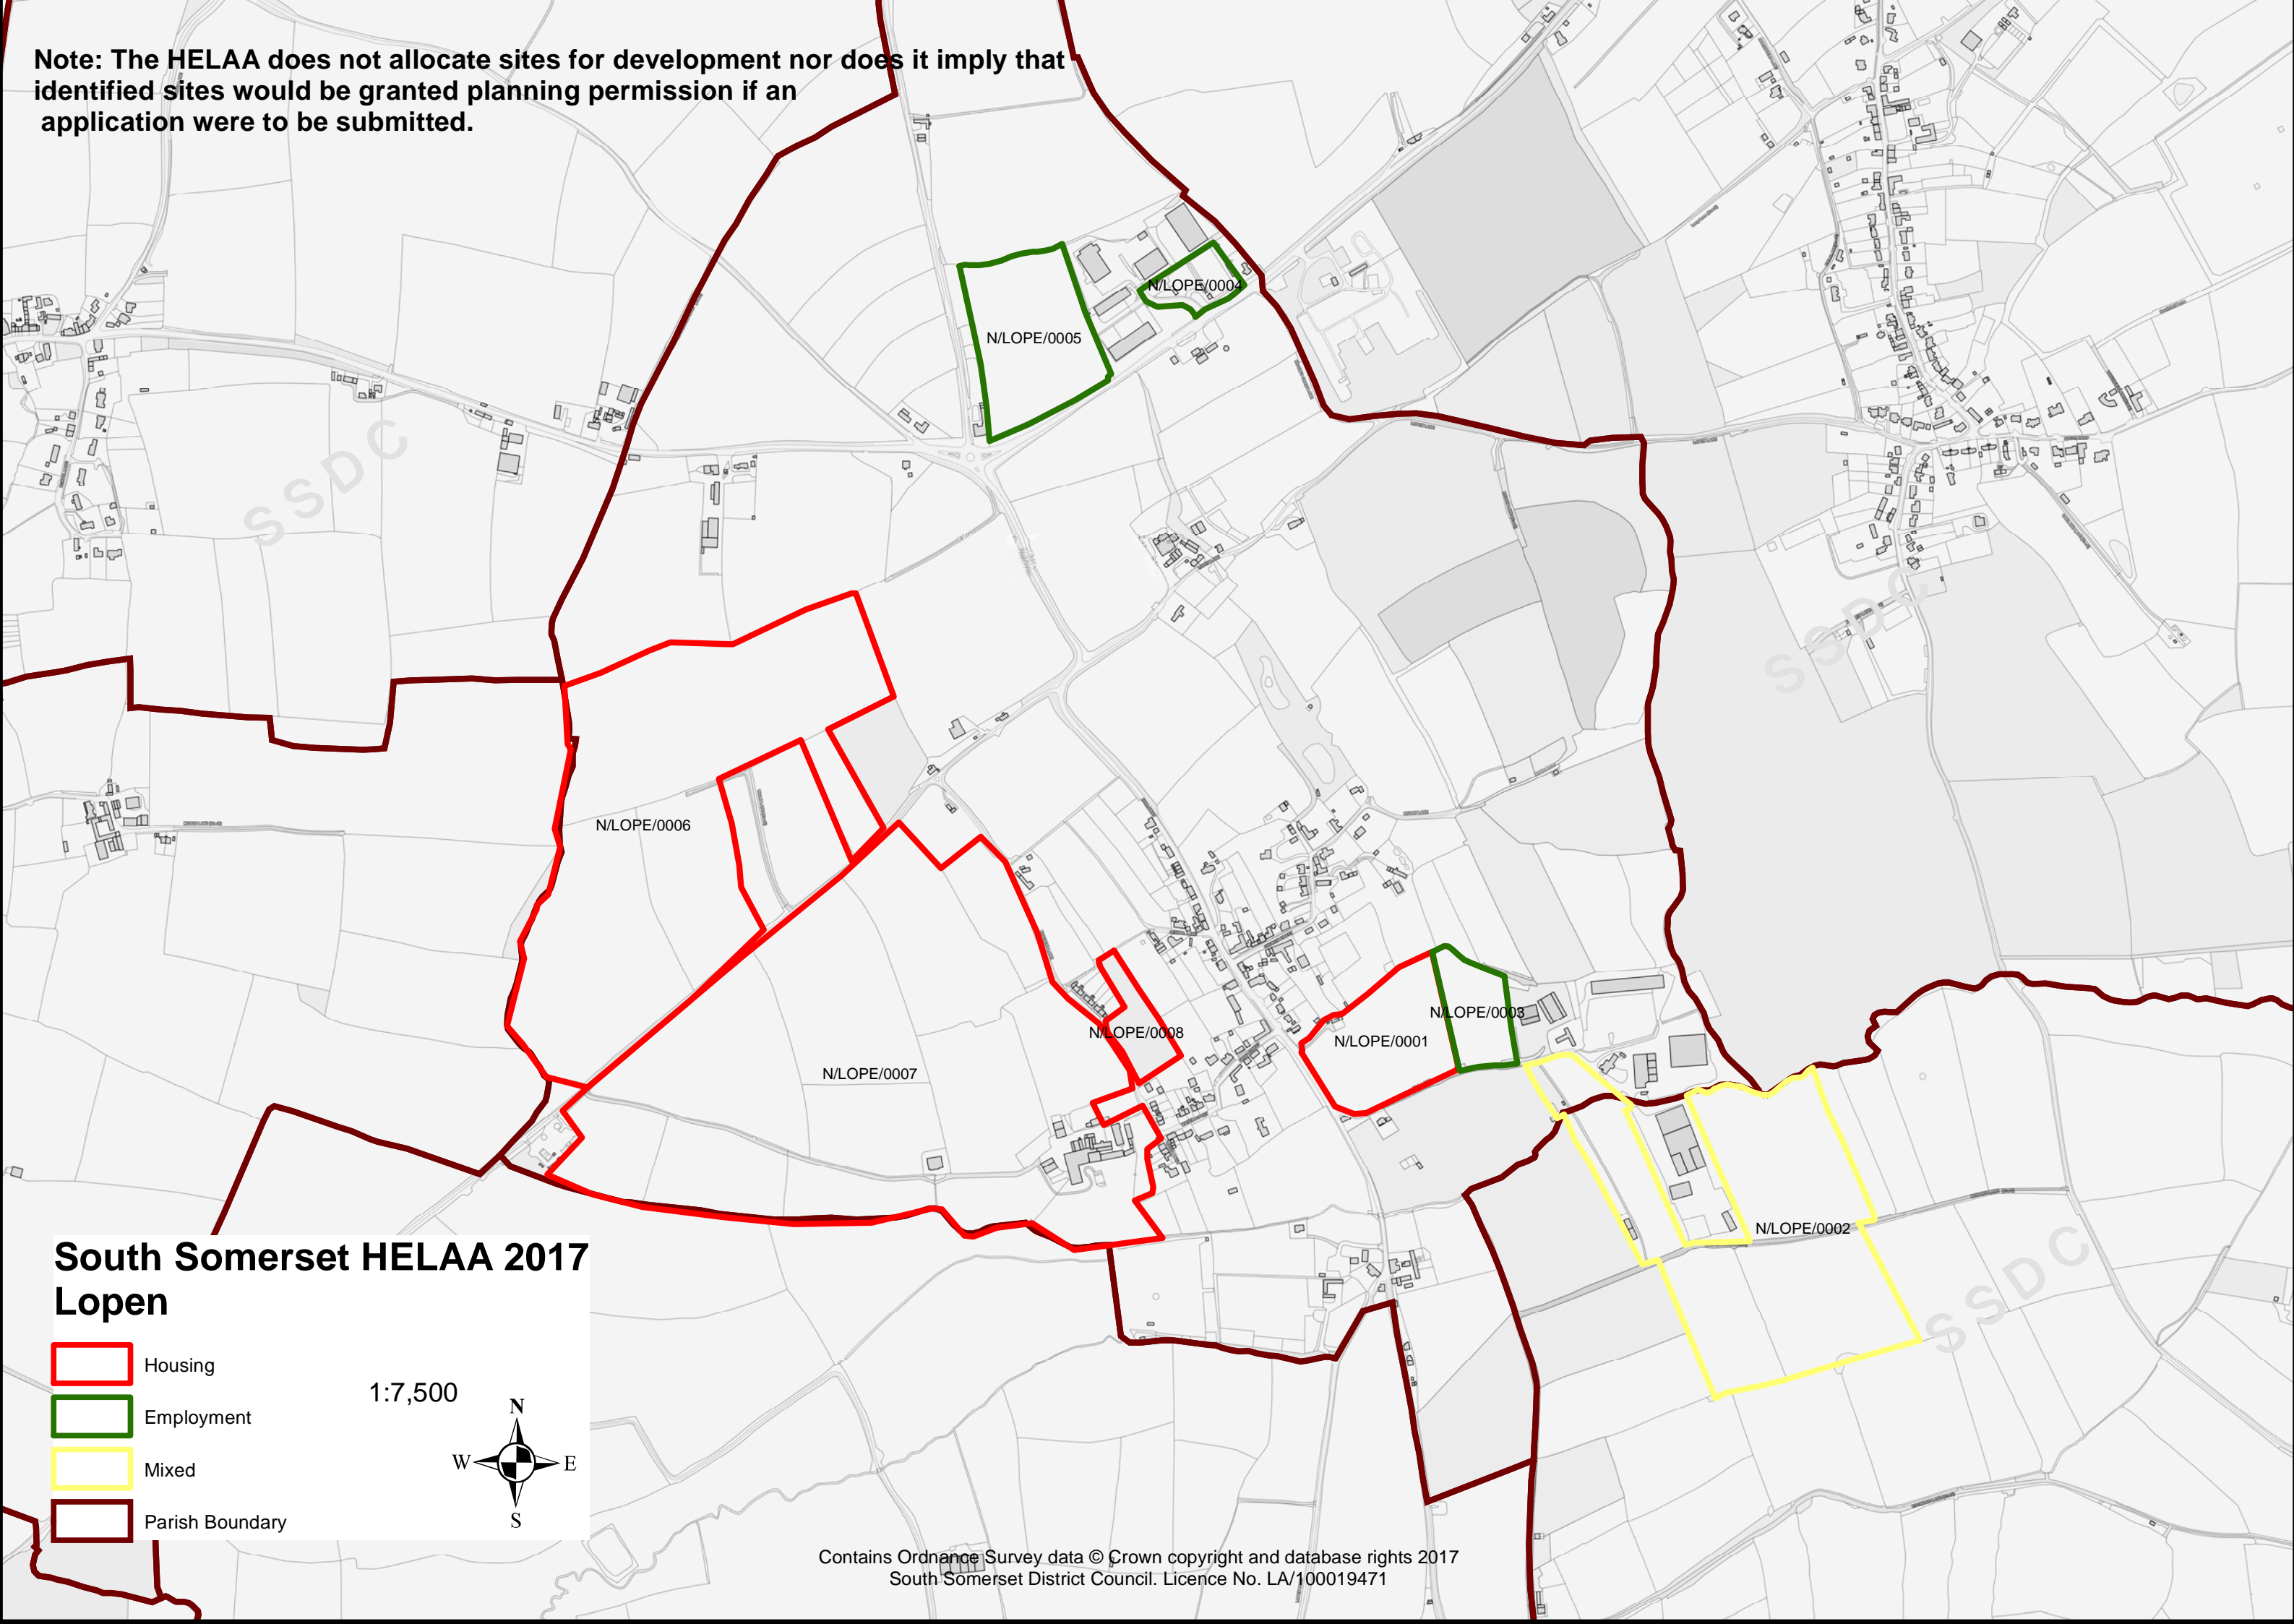 Note: The HELAA does not allocate sites for development nor does it imply that
identified sites would be granted planning permission if an
application were to be submitted.
N/LOPE/0004
N/LOPE/0005
SSDC
SSDC
N/LOPE/0006
N/LOPE/0003
N/LOPE/0008
N/LOPE/0001
N/LOPE/0007
N/LOPE/0002
SSDC
South Somerset HELAA 2017
Lopen
Housing
Employment
Mixed
Parish Boundary
1:7,500
N
W
E
S
Contains Ordnance Survey data © Crown copyright and database rights 2017
South Somerset District Council. Licence No. LA/100019471